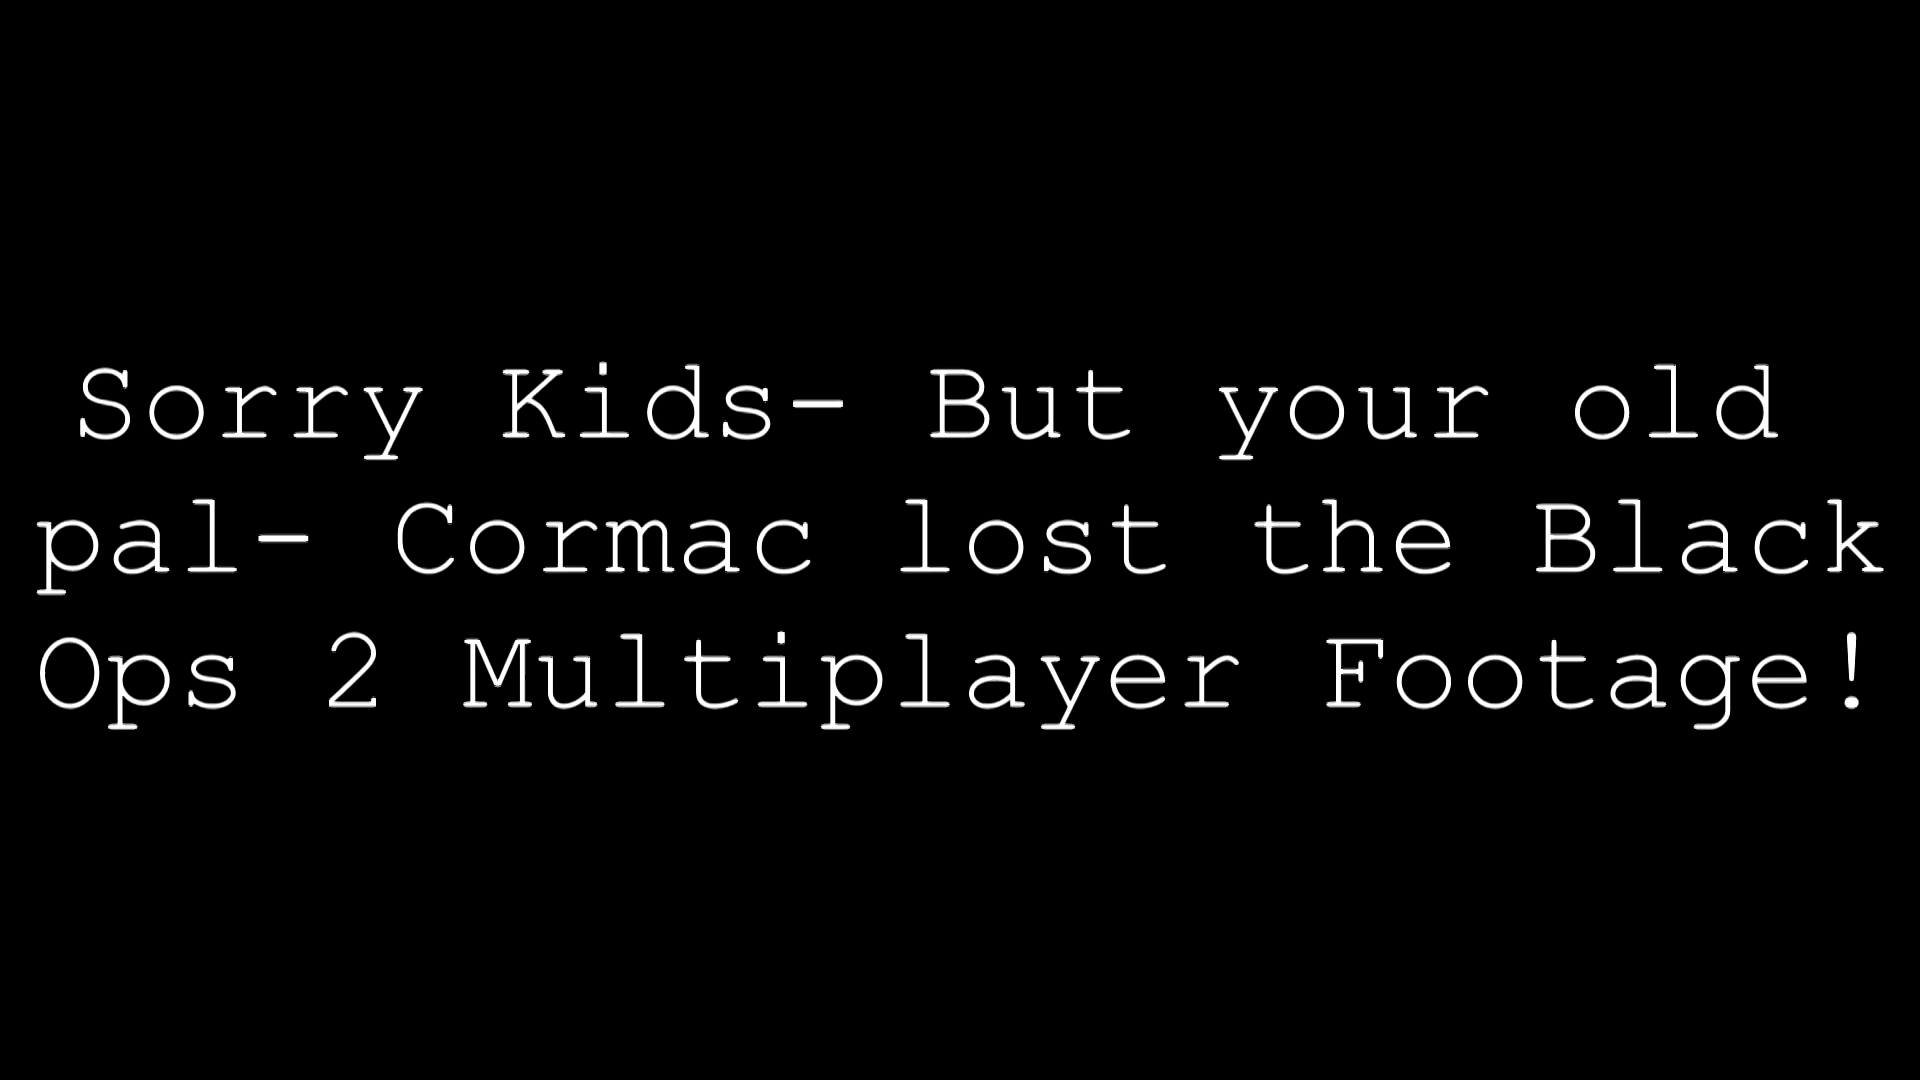 Sorry Kids- But your old
pal- Cormac lost the Black
Ops 2 Multiplayer Footage!